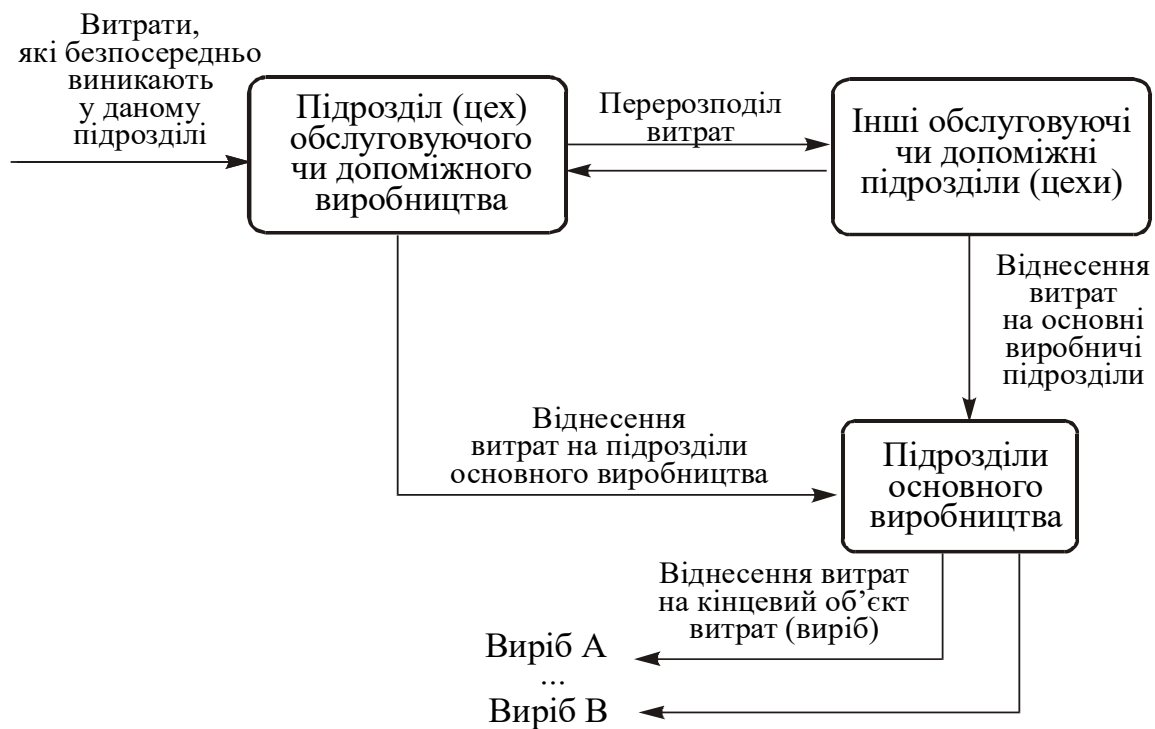 Витрати,
які безпосередньо
виникають
у даному
підрозділі
Підрозділ (цех)
обслуговуючого
чи допоміжного
виробництва
Перерозподіл
витрат
Інші обслуговуючі
чи допоміжні
підрозділи (цехи)
Віднесення
витрат
на основні
виробничі
підрозділи
Віднесення
витрат на підрозділи
основного виробництва
Підрозділи
основного
виробництва
Віднесення витрат
на кінцевий об’єкт
витрат (виріб)
Виріб А
...
Виріб В